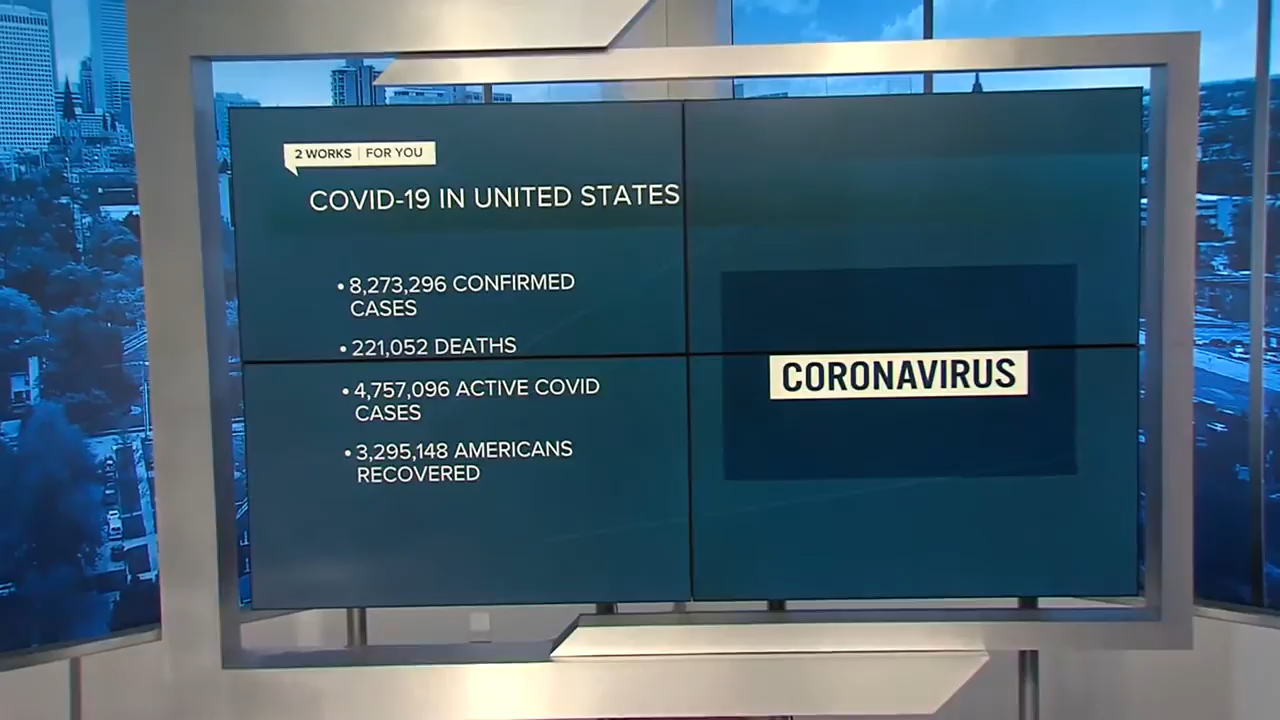 2 WORKS | FOR YOU
COVID-19 IN UNITED STATES
• 8,273,296 CONFIRMED
CASES
• 221,052 DEATHS
• 4,757,096 ACTIVE COVID
CASES
• 3,295,148 AMERICANS
RECOVERED
CORONAVIRUS